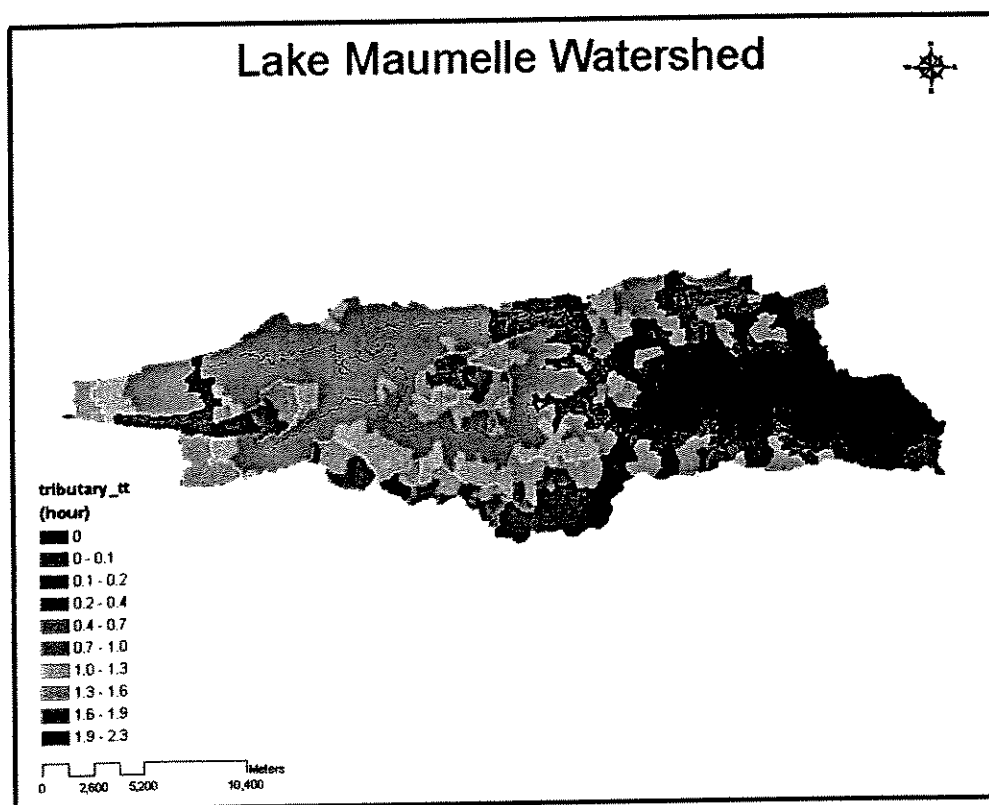 Lake Maumelle Watershed
tributary_tt
(hour)
0
0 - 0.1
0.1 - 0.2
0.2 - 0.4
0.4 - 0.7
0.7 - 1.0
1.0 - 1.3
1.3 - 1.6
1.6 - 1.9
1.9 - 2.3
Meters
0 2,600 5,200 10,400